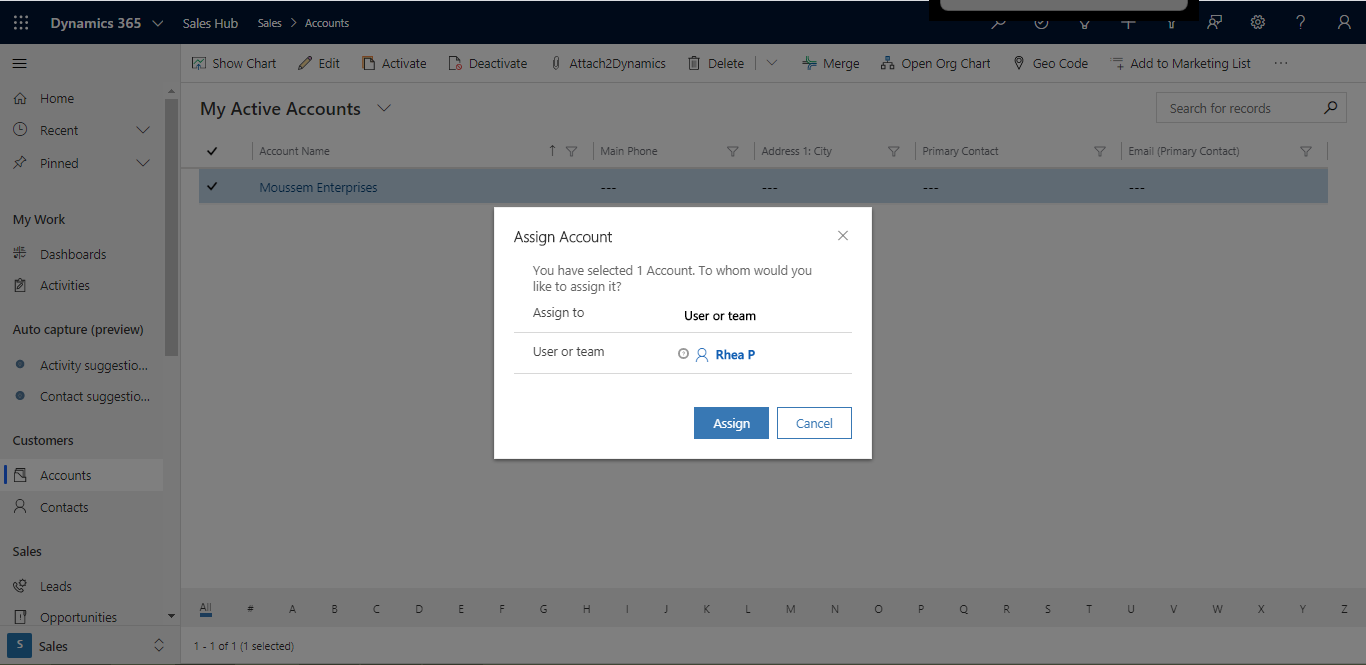 Dynamics 365 Sales Hub Sales > Accounts
Show Chart Edit Activate Deactivate Attach2Dynamics Delete Merge Open Org Chart Geo Code Add to Marketing List ...
Home
Recent
Pinned
My Work
Dashboards
Activities
Auto capture (preview)
Activity suggestio...
Contact suggestio...
Customers
Accounts
Contacts
Sales
Leads
Opportunities
S Sales
My Active Accounts
Search for records
Account Name Main Phone Address 1: City Primary Contact Email (Primary Contact)
Moussem Enterprises --- --- --- ---
Assign Account
You have selected 1 Account. To whom would you
like to assign it?
Assign to User or team
User or team Rhea P
Assign Cancel
All # A B C D E F G H I J K L M N O P Q R S T U V W X Y Z
1 - 1 of 1 (1 selected)